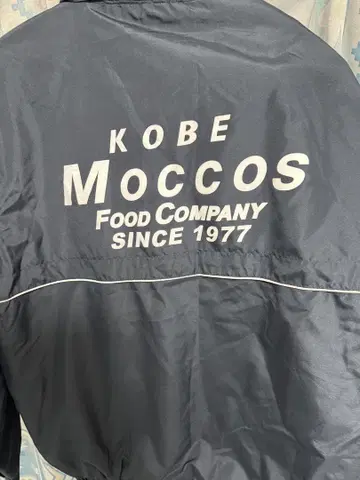 KOBE
MOCCOS
FOOD COMPANY
SINCE 1977